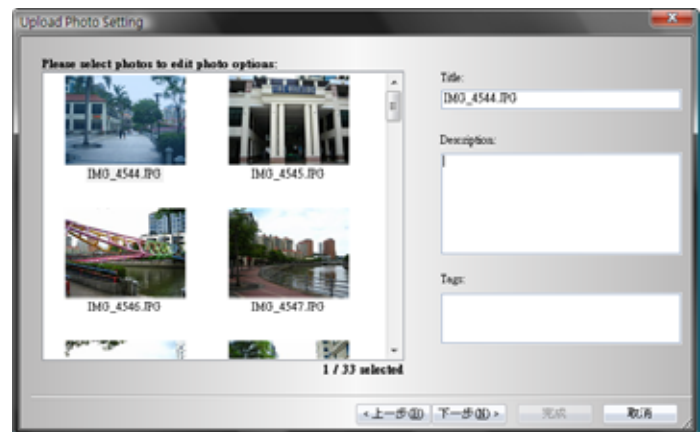 Upload Photo Setting
Please select photos to edit photo options:
IMG_4544.JPG
IMG_4545.JPG
IMG_4546.JPG
IMG_4547.JPG
1 / 33 selected
Title:
IMG_4544.JPG
Description:
Tags:
<上一步(B) 下一步(N)> 完成 取消